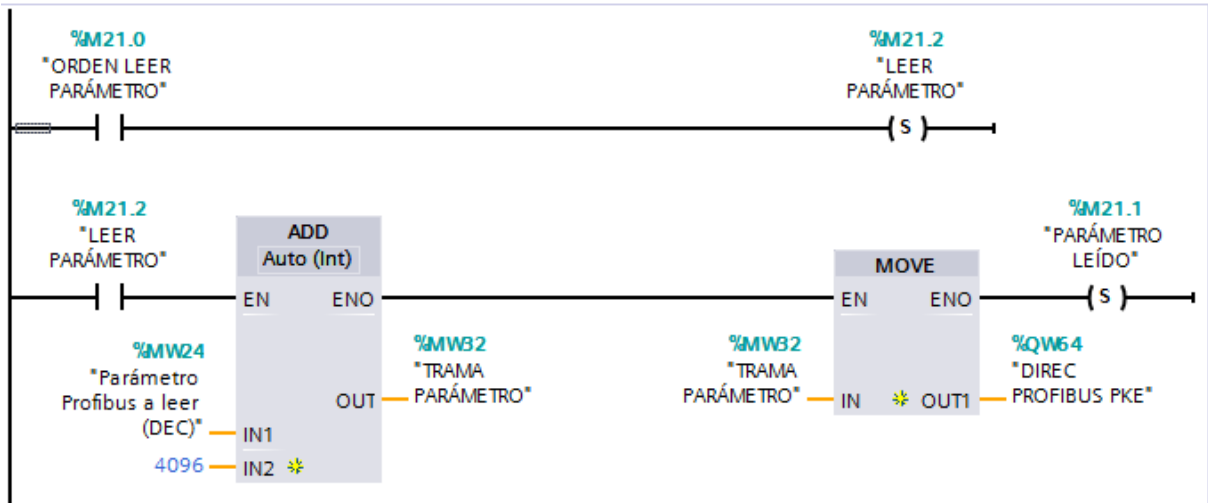 %M21.0
"ORDEN LEER
PARÁMETRO"
%M21.2
"LEER
PARÁMETRO"
S
%M21.2
"LEER
PARÁMETRO"
ADD
Auto (Int)
EN ENO
%MW24
"Parámetro
Profibus a leer
(DEC)"
IN1
4096
IN2
OUT
%MW32
"TRAMA
PARÁMETRO"
MOVE
EN ENO
%MW32
"TRAMA
PARÁMETRO"
IN OUT1
%QW64
"DIREC
PROFIBUS PKE"
%M21.1
"PARÁMETRO
LEÍDO"
S